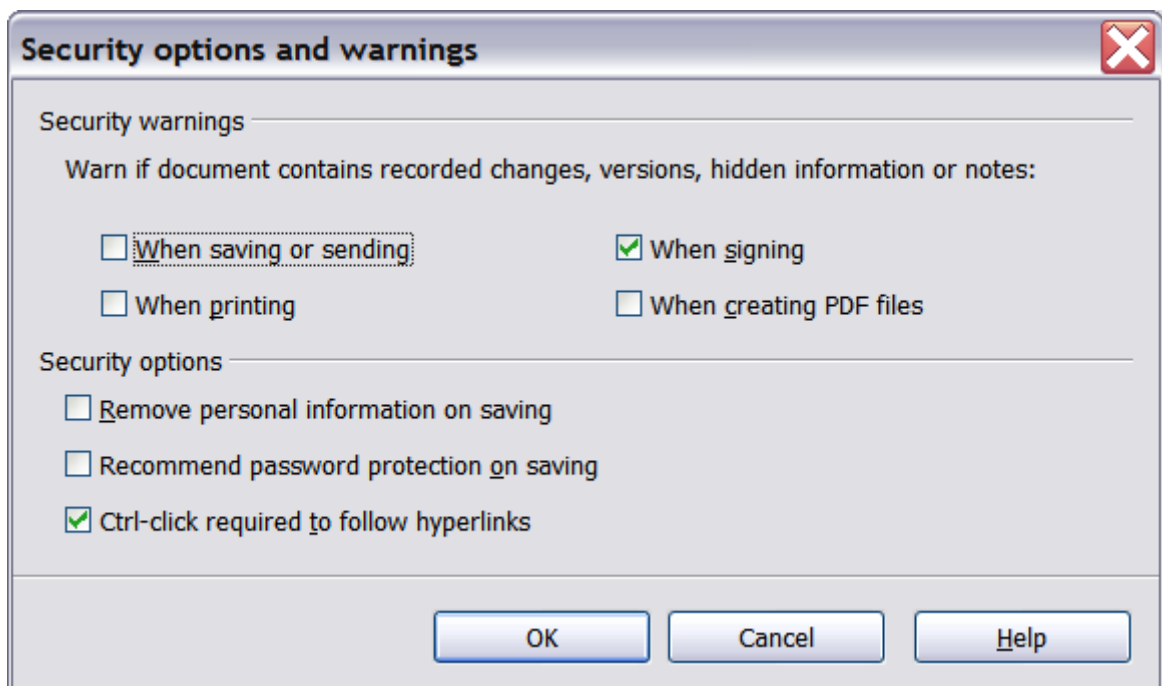 Security options and warnings
Security warnings
Warn if document contains recorded changes, versions, hidden information or notes:
When saving or sending
When signing
When printing
When creating PDF files
Security options
Remove personal information on saving
Recommend password protection on saving
Ctrl-click required to follow hyperlinks
OK
Cancel
Help